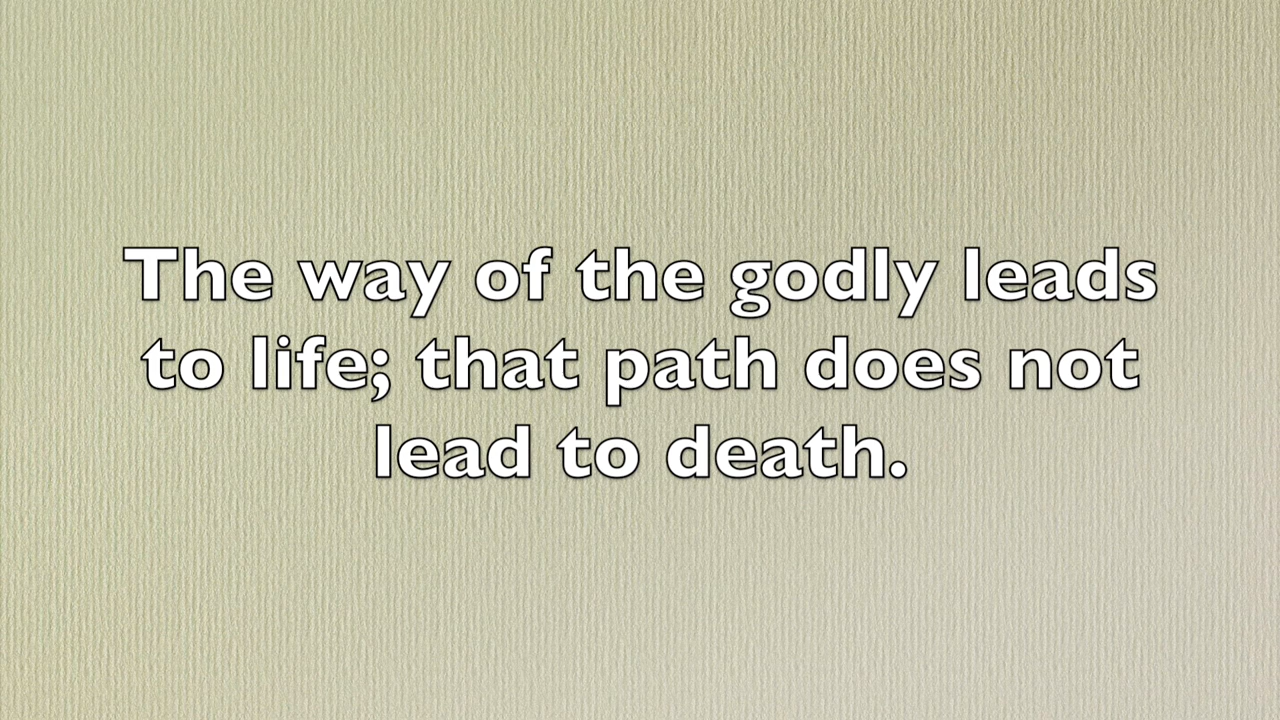 The way of the godly leads
to life; that path does not
lead to death.